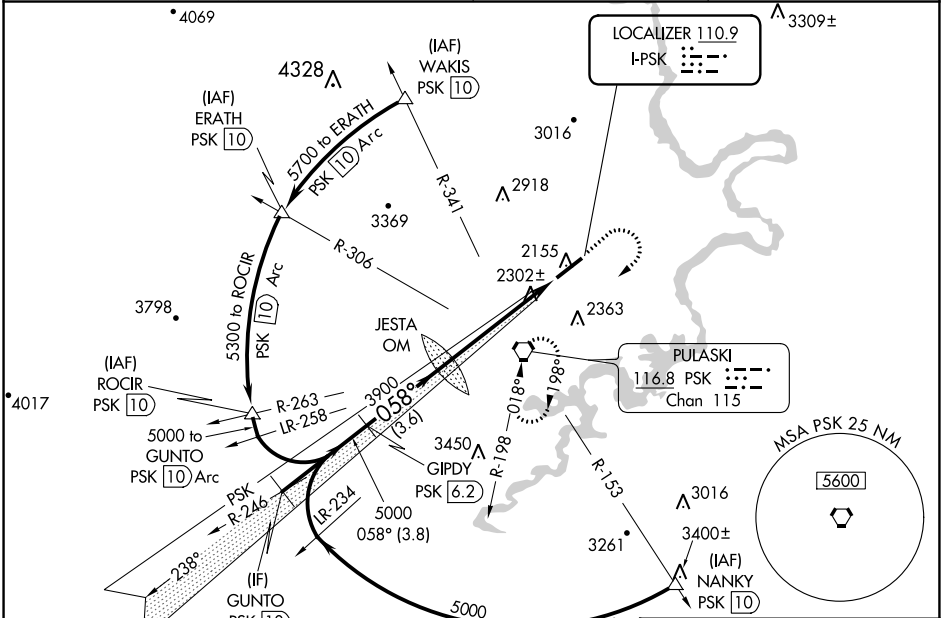 4069
3309±
LOCALIZER 110.9
I-PSK
(IAF)
WAKIS
PSK 10
4328
(IAF)
ERATH
PSK 10
5700 to ERATH
PSK 10 Arc
3016
R-341
2918
3369
R-306
2155
2302±
5300 to ROCIR
PSK 10 Arc
3798
2363
JESTA
OM
PULASKI
116.8 PSK
Chan 115
(IAF)
ROCIR
PSK 10
4017
R-263
LR-258
3900
058°
(3.6)
018°
198°
5000 to
GUNTO
PSK 10 Arc
3450
GIPDY
PSK 6.2
R-198
R-153
MSA PSK 25 NM
5600
PSK
R-246
LR-234
5000
058° (3.8)
3016
3400±
3261
238°
(IF)
GUNTO
PSK 10
(IAF)
NANKY
PSK 10
5000